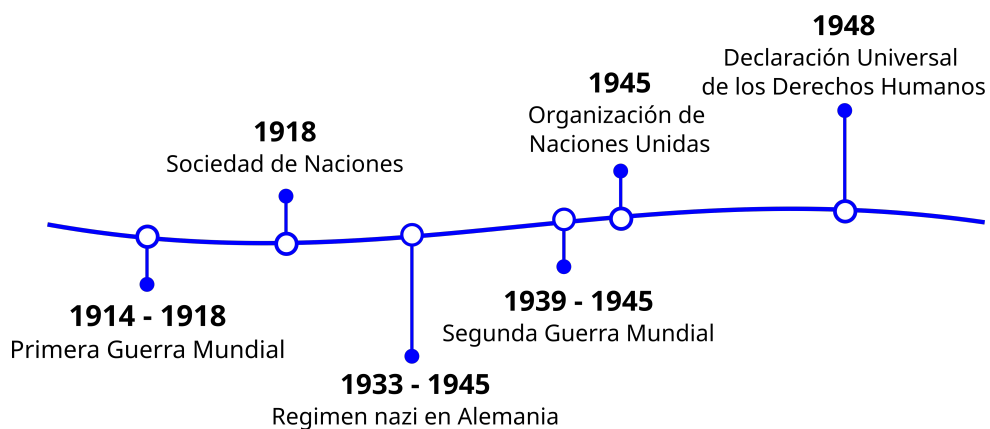 1914 - 1918
Primera Guerra Mundial
1918
Sociedad de Naciones
1933 - 1945
Regimen nazi en Alemania
1939 - 1945
Segunda Guerra Mundial
1945
Organización de
Naciones Unidas
1948
Declaración Universal
de los Derechos Humanos